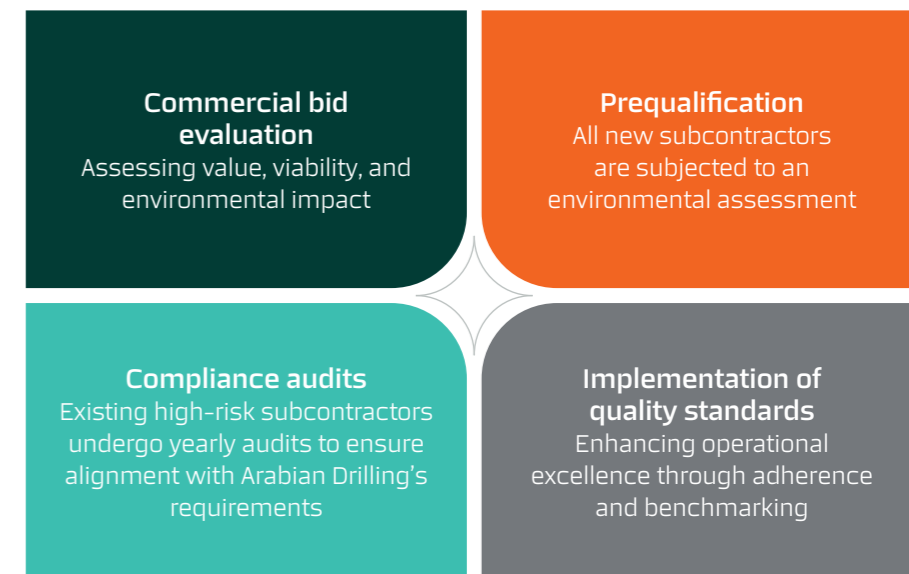 Commercial bid
evaluation
Assessing value, viability, and
environmental impact
Prequalification
All new subcontractors
are subjected to an
environmental assessment
Compliance audits
Existing high-risk subcontractors
undergo yearly audits to ensure
alignment with Arabian Drilling's
requirements
Implementation of
quality standards
Enhancing operational
excellence through adherence
and benchmarking